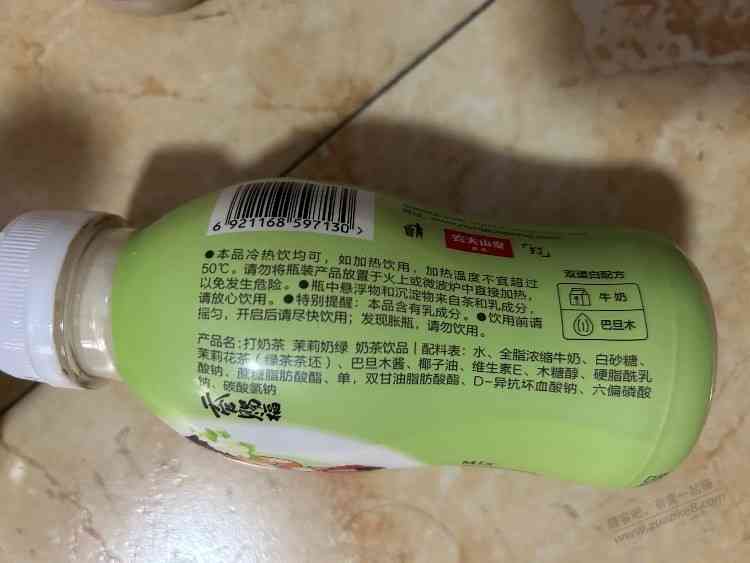 6 921168 597130 >
农夫山泉
●本品冷热饮均可，如加热饮用，加热温度不宜超过
50℃。请勿将瓶装产品放置于火上或微波炉中直接加热，
以免发生危险。●瓶中悬浮物和沉淀物来自茶和乳成分，
请放心饮用。●特别提醒：本品含有乳成分。●饮用前请
摇匀，开启后请尽快饮用；发现胀瓶，请勿饮用。
双蛋白配方
牛奶
巴旦木
产品名:打奶茶 茉莉奶绿 奶茶饮品 | 配料表：水、全脂浓缩牛奶、白砂糖、
茉莉花茶（绿茶茶坯）、巴旦木酱、椰子油、维生素E、木糖醇、硬脂酰乳
酸钠、蔗糖脂肪酸酯、单，双甘油脂肪酸酯、D-异抗坏血酸钠、六偏磷酸
钠、碳酸氢钠
MIX